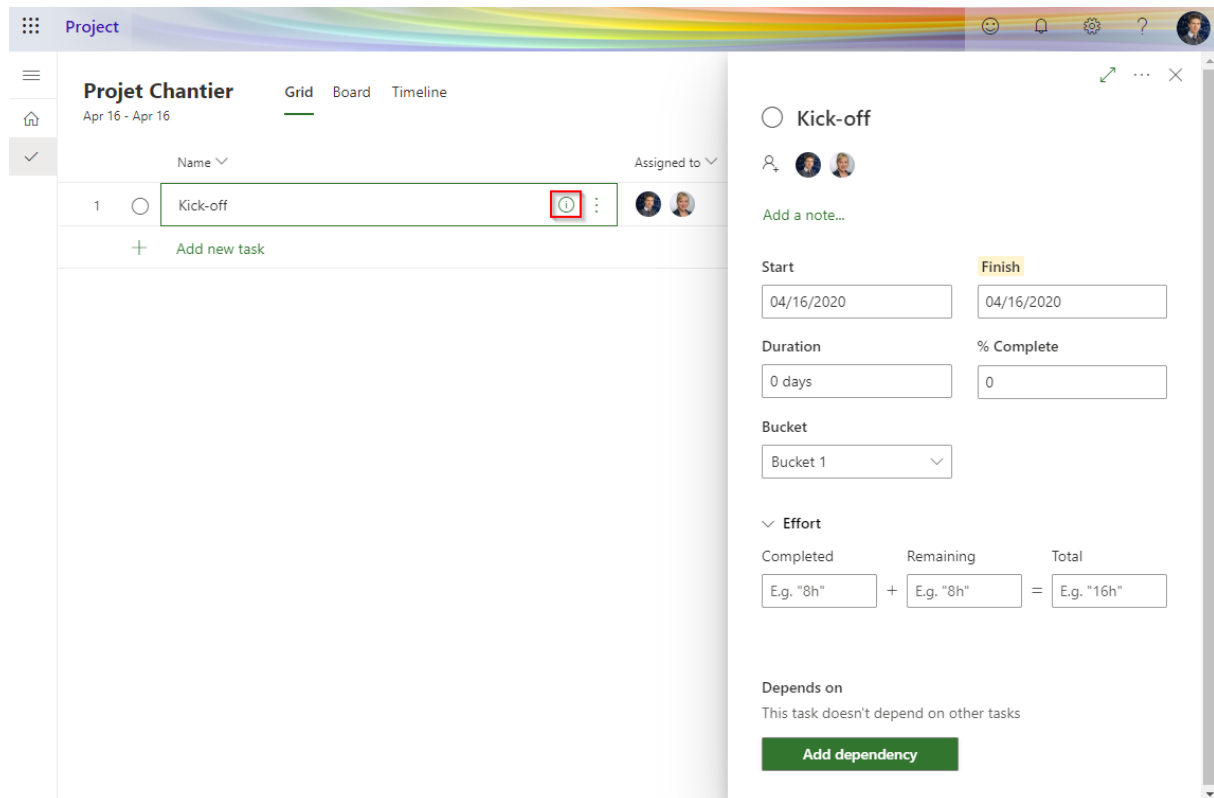 Project
?
Projet Chantier
Grid Board Timeline
Apr 16 - Apr 16
Name
Assigned to
1 Kick-off
Add new task
Kick-off
Add a note...
Start Finish
04/16/2020 04/16/2020
Duration % Complete
0 days 0
Bucket
Bucket 1
Effort
Completed Remaining Total
E.g. "8h" + E.g. "8h" = E.g. "16h"
Depends on
This task doesn't depend on other tasks
Add dependency